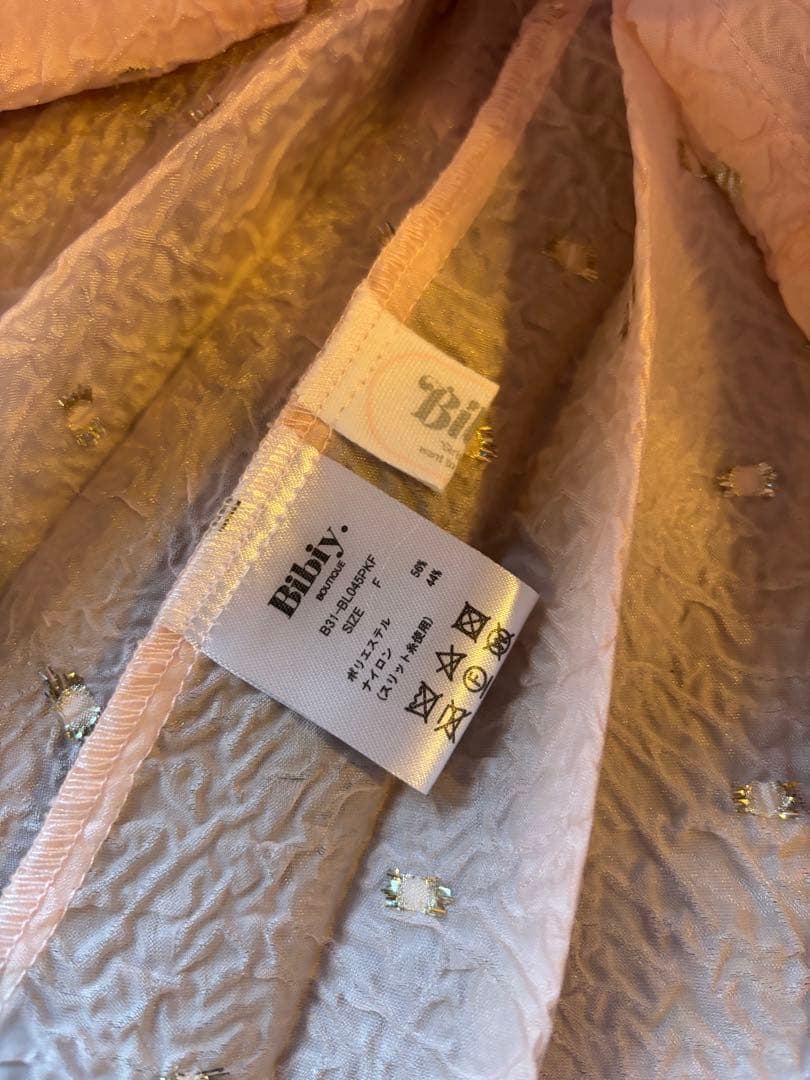 Bi
Bibiy.
BOUTIQUE
B31-BL045PKF
SIZE F
ポリエステル 56%
ナイロン 44%
(スリット糸使用)
F